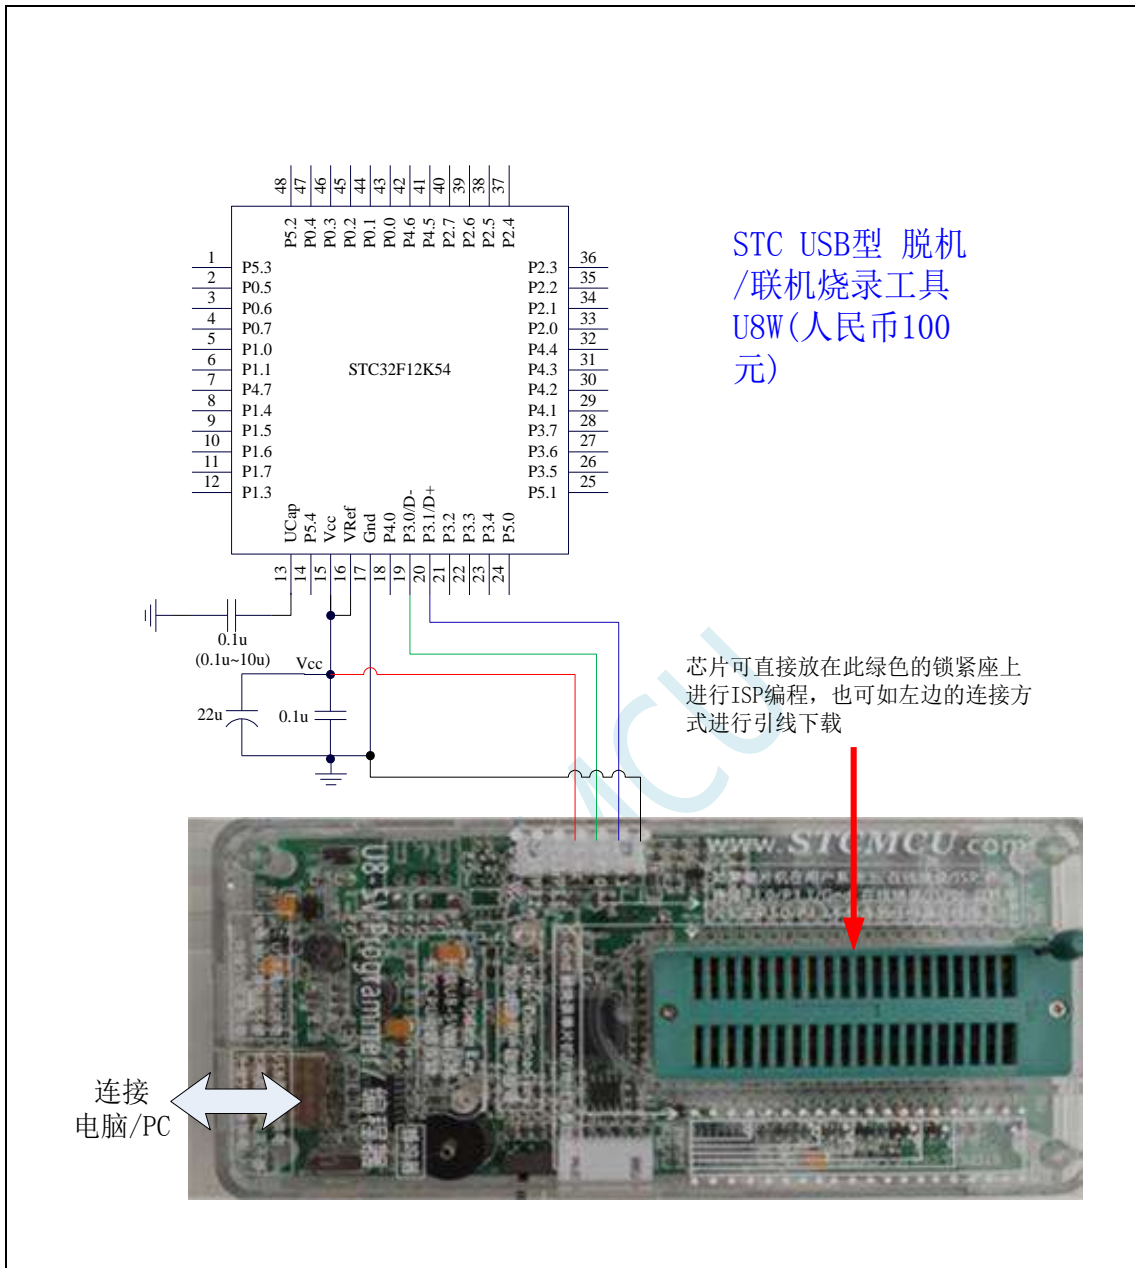 48
47
46
45
44
43
42
41
40
39
38
37
P5.2
P0.4
P0.3
P0.2
P0.1
P0.0
P4.6
P4.5
P2.7
P2.6
P2.5
P2.4
1 P5.3
2 P0.5
3 P0.6
4 P0.7
5 P1.0
6 P1.1
7 P4.7
8 P1.4
9 P1.5
10 P1.6
11 P1.7
12 P1.3
STC32F12K54
P2.3 36
P2.2 35
P2.1 34
P2.0 33
P4.4 32
P4.3 31
P4.2 30
P4.1 29
P3.7 28
P3.6 27
P3.5 26
P5.1 25
UCap
P5.4
Vcc
VRef
Gnd
P4.0
P3.0/D-
P3.1/D+
P3.2
P3.3
P3.4
P5.0
13
14
15
16
17
18
19
20
21
22
23
24
STC USB型 脱机
/联机烧录工具
U8W(人民币100
元)
0.1u
(0.1u~10u)
Vcc
22u
0.1u
芯片可直接放在此绿色的锁紧座上
进行ISP编程，也可如左边的连接方
式进行引线下载
MCU
www.STCMCU.com
Programmer/编程器
连接
电脑/PC